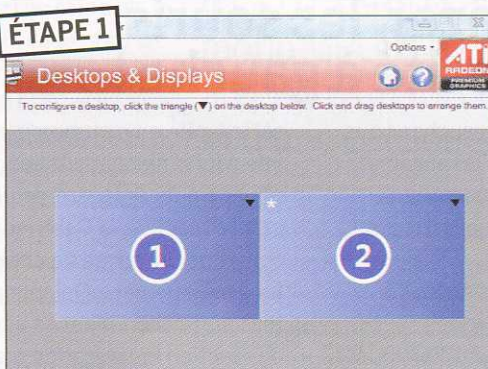 ÉTAPE 1
Options
Desktops & Displays
ATI
RADEON
PREMIUM
GRAPHICS
To configure a desktop, click the triangle (▼) on the desktop below. Click and drag desktops to arrange them.
1
*
2